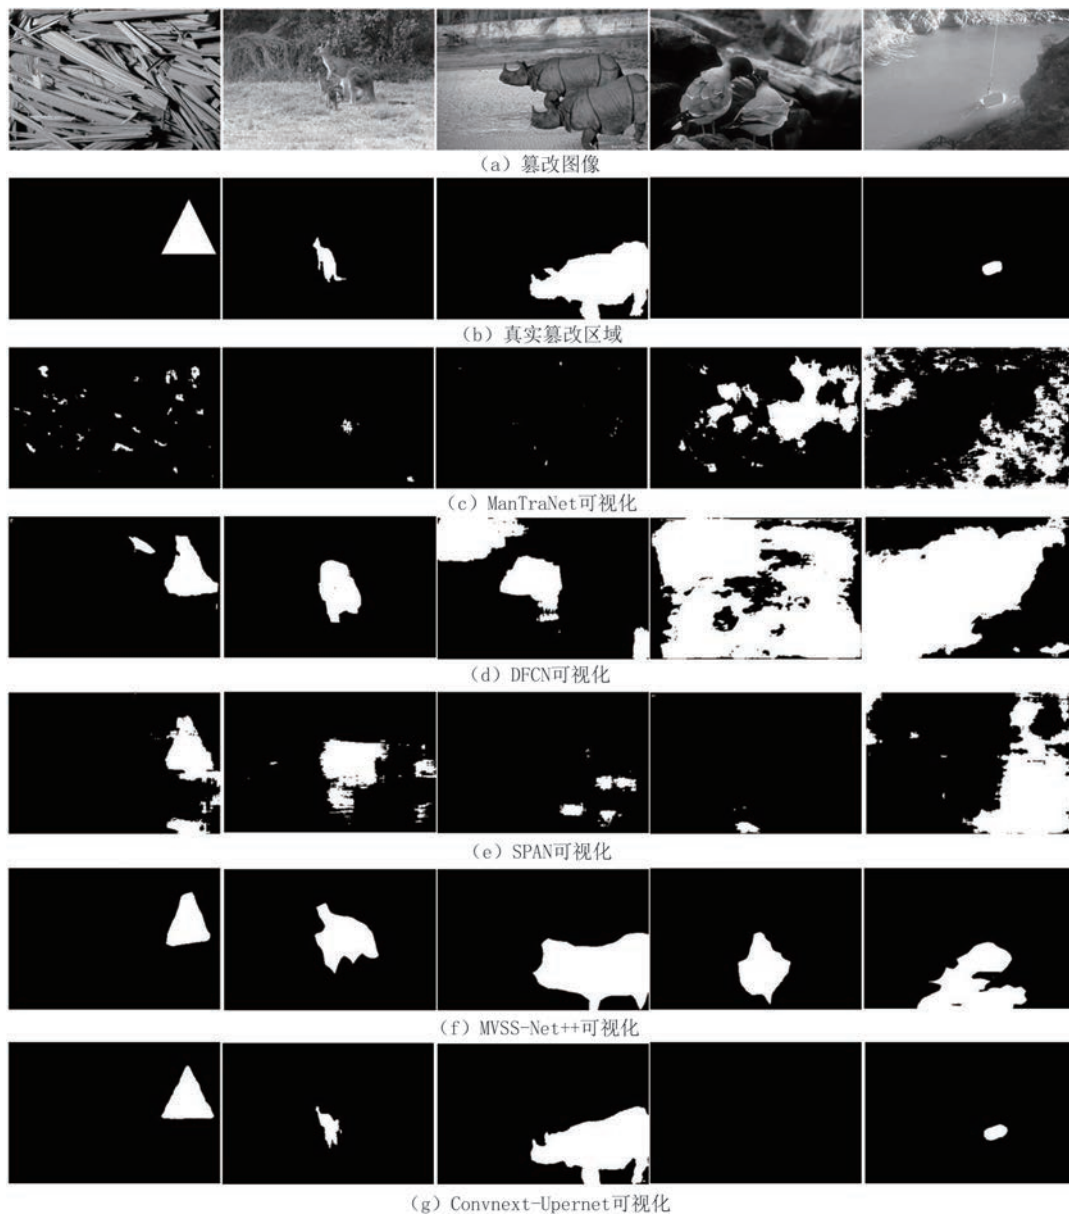 （a）篡改图像
（b）真实篡改区域
（c）ManTraNet可视化
（d）DFCN可视化
（e）SPAN可视化
（f）MVSS-Net++可视化
（g）Convnext-Upernet可视化